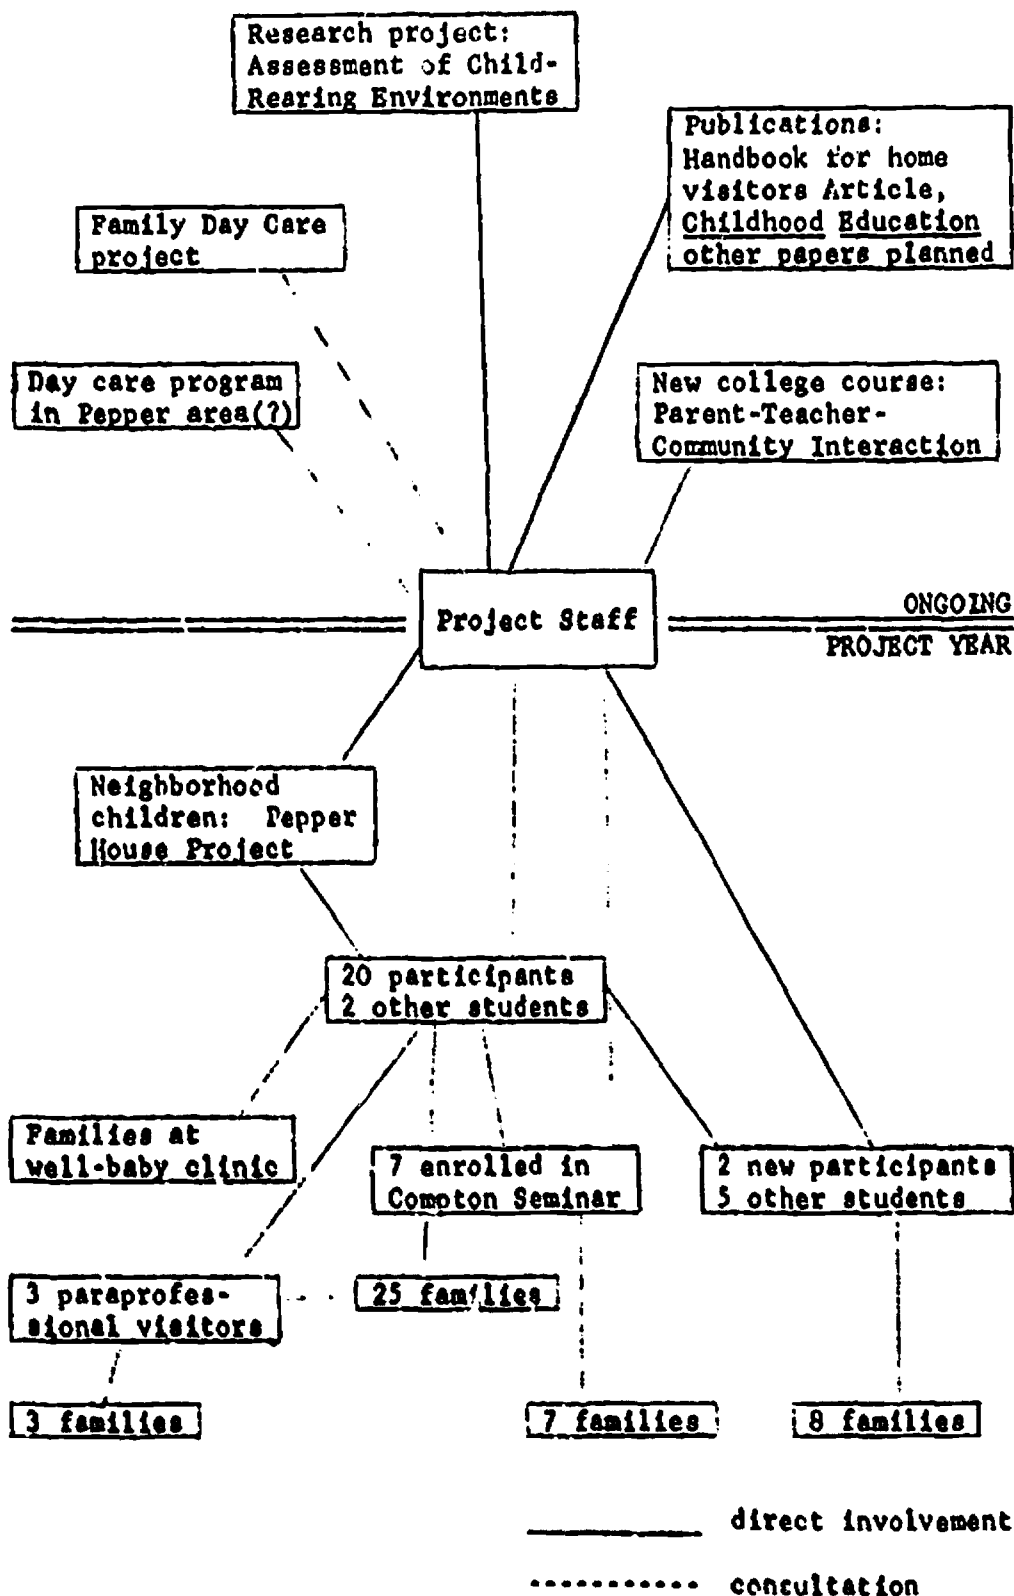 Research project:
Assessment of Child-
Rearing Environments
Publications:
Handbook for home
visitors Article,
Childhood Education
other papers planned
Family Day Care
project
Day care program
in Pepper area(?)
New college course:
Parent-Teacher-
Community Interaction
Project Staff
ONGOING
PROJECT YEAR
Neighborhood
children: Pepper
House Project
20 participants
2 other students
Families at
well-baby clinic
7 enrolled in
Compton Seminar
2 new participants
5 other students
3 paraprofes-
sional visitors
25 families
3 families
7 families
8 families
direct involvement
consultation